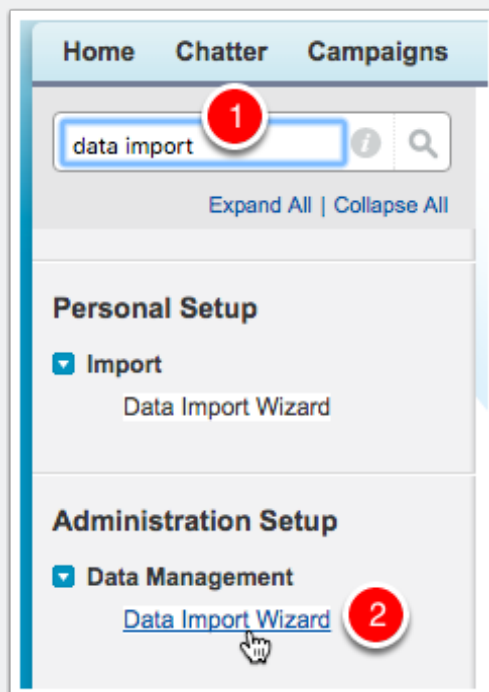 Home Chatter Campaigns
1
data import
Expand All | Collapse All
Personal Setup
Import
Data Import Wizard
Administration Setup
Data Management
Data Import Wizard 2